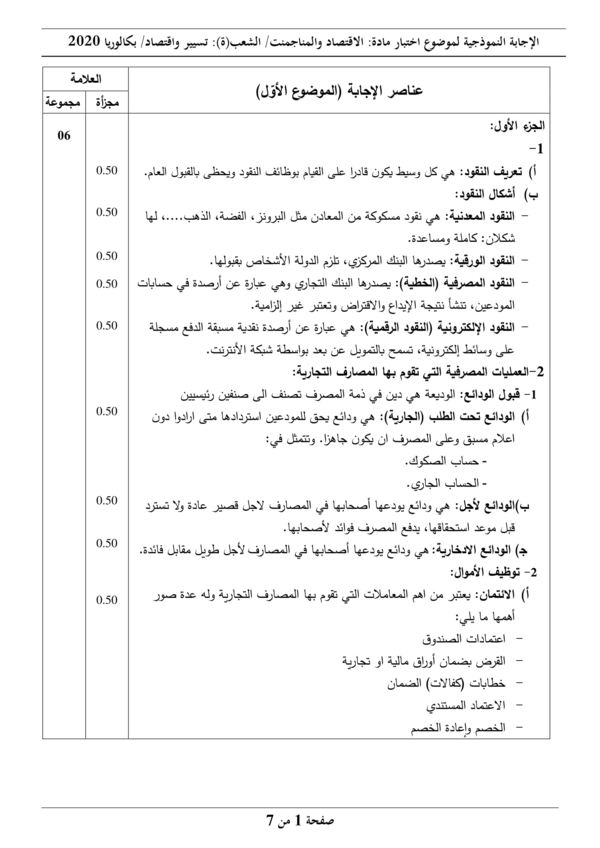 الإجابة النموذجية لموضوع اختبار مادة: الاقتصاد والمناجمنت/ الشعب(ة): تسيير واقتصاد/ بكالوريا 2020
العلامة
عناصر الإجابة (الموضوع الأوّل)
مجموعة
مجزأة
الجزء الأول:
06
1-
أ) تعريف النقود: هي كل وسيط يكون قادرا على القيام بوظائف النقود ويحظى بالقبول العام.
0.50
ب) أشكال النقود:
– النقود المعدنية: هي نقود مسكوكة من المعادن مثل البرونز، الفضة، الذهب....، لها
0.50
شكلان: كاملة ومساعدة.
– النقود الورقية: يصدرها البنك المركزي، تلزم الدولة الأشخاص بقبولها.
0.50
– النقود المصرفية (الخطية): يصدرها البنك التجاري وهي عبارة عن أرصدة في حسابات
0.50
المودعين، تنشأ نتيجة الإيداع والاقتراض وتعتبر غير إلزامية.
– النقود الإلكترونية (النقود الرقمية): هي عبارة عن أرصدة نقدية مسبقة الدفع مسجلة
0.50
على وسائط إلكترونية، تسمح بالتمويل عن بعد بواسطة شبكة الأنترنت.
2-العمليات المصرفية التي تقوم بها المصارف التجارية:
1- قبول الودائع: الوديعة هي دين في ذمة المصرف تصنف الى صنفين رئيسيين
أ) الودائع تحت الطلب (الجارية): هي ودائع يحق للمودعين استردادها متى ارادوا دون
0.50
اعلام مسبق وعلى المصرف ان يكون جاهزا. وتتمثل في:
- حساب الصكوك.
- الحساب الجاري.
ب)الودائع لأجل: هي ودائع يودعها أصحابها في المصارف لاجل قصير عادة ولا تسترد
0.50
قبل موعد استحقاقها، يدفع المصرف فوائد لأصحابها.
ج) الودائع الادخارية: هي ودائع يودعها أصحابها في المصارف لأجل طويل مقابل فائدة.
0.50
2- توظيف الأموال:
أ) الائتمان: يعتبر من اهم المعاملات التي تقوم بها المصارف التجارية وله عدة صور
0.50
أهمها ما يلي:
– اعتمادات الصندوق
– القرض بضمان أوراق مالية او تجارية
– خطابات (كفالات) الضمان
– الاعتماد المستندي
– الخصم وإعادة الخصم
صفحة 1 من 7